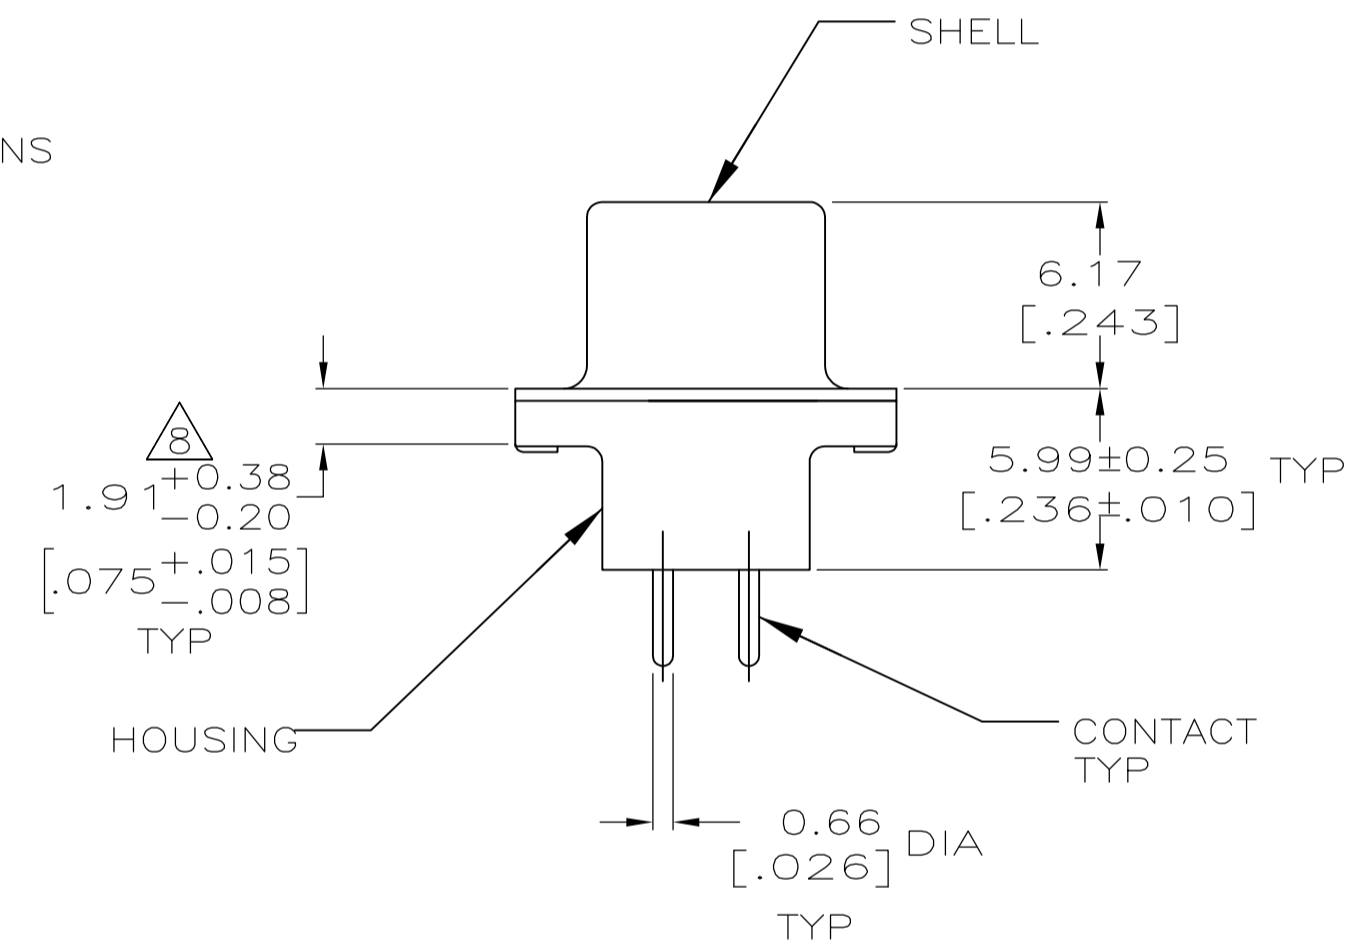 SHELL
NS
6.17
[.243]
8
1.91 +0.38
-0.20
[.075 +.015
-.008]
TYP
5.99±0.25 TYP
[.236±.010]
HOUSING
CONTACT
TYP
0.66 DIA
[.026]
TYP